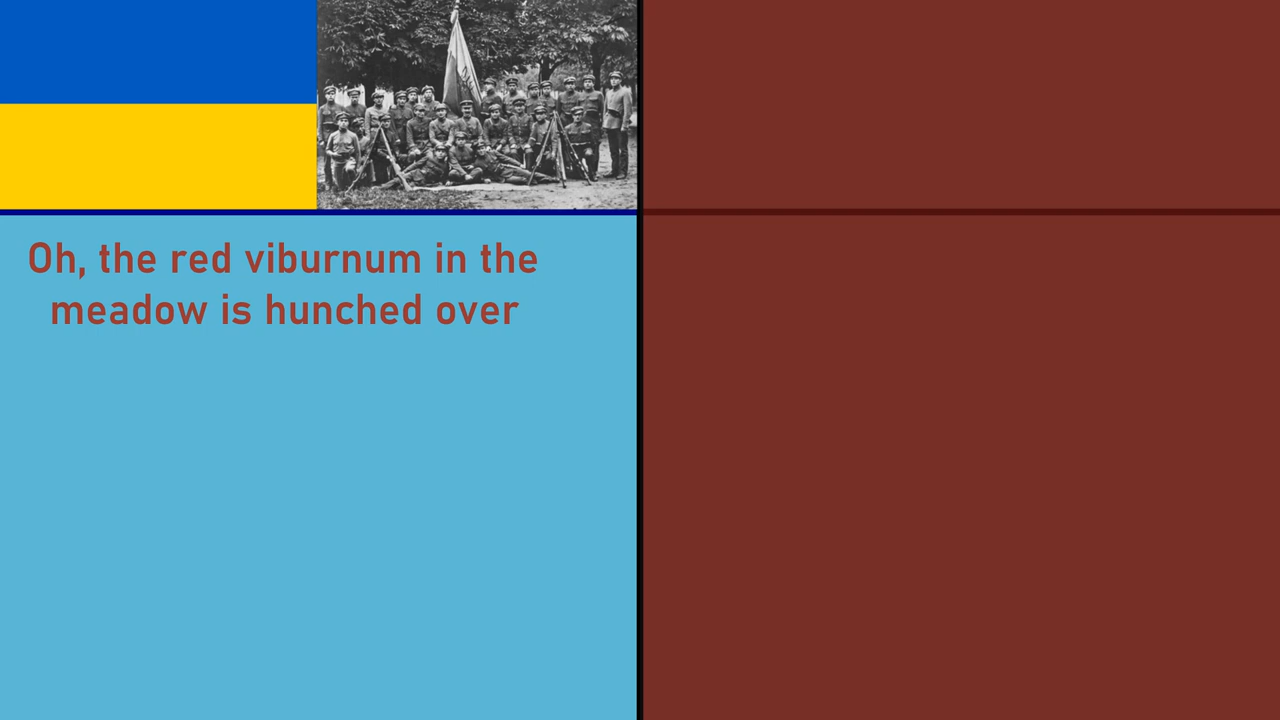 Oh, the red viburnum in the
meadow is hunched over